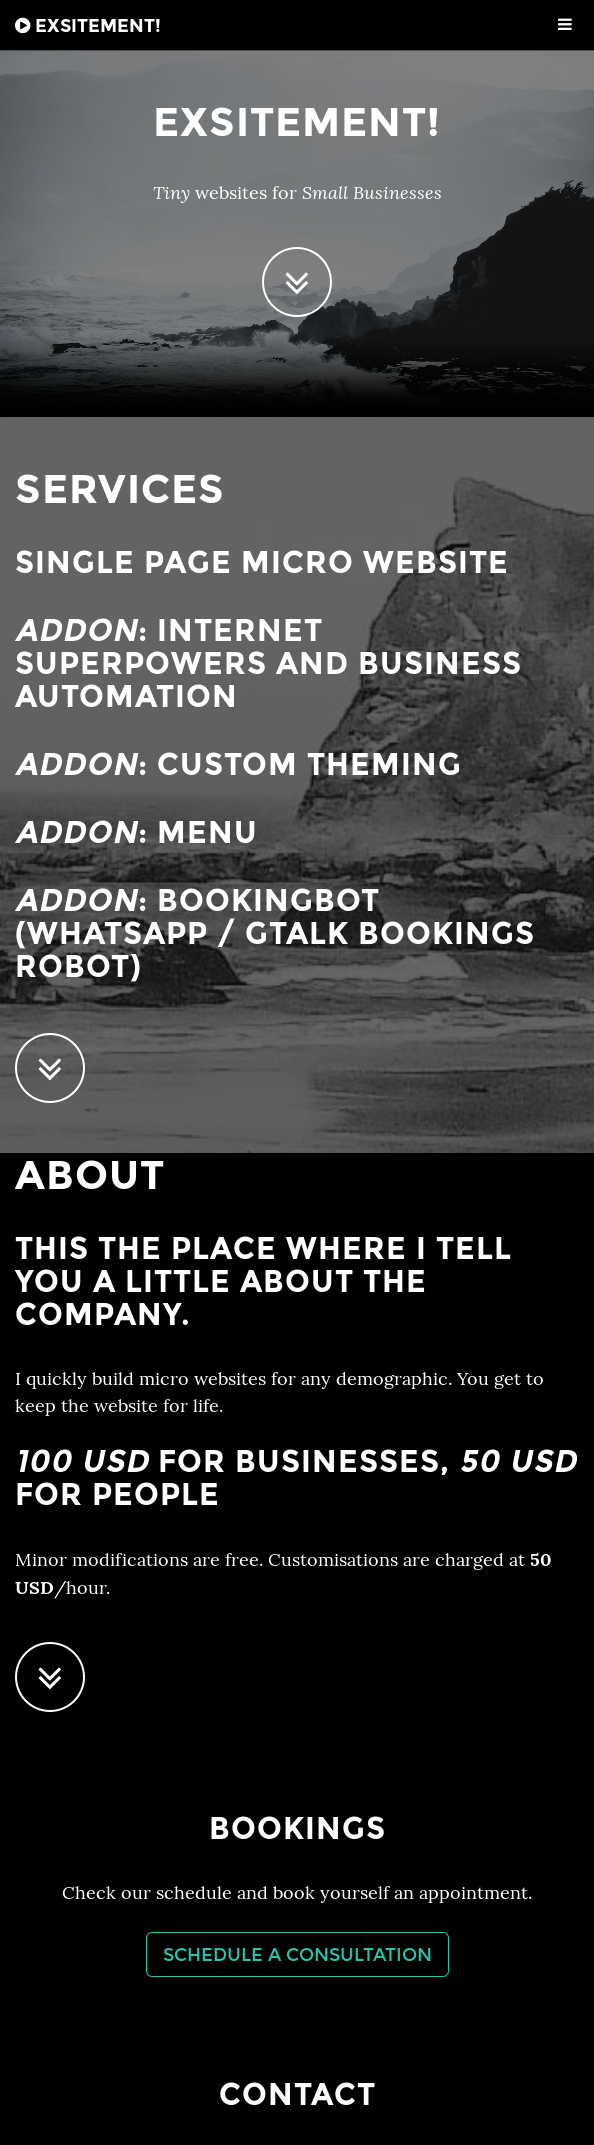 EXSITEMENT!
EXSITEMENT!
Tiny websites for Small Businesses
SERVICES
SINGLE PAGE MICRO WEBSITE
ADDON: INTERNET
SUPERPOWERS AND BUSINESS
AUTOMATION
ADDON: CUSTOM THEMING
ADDON: MENU
ADDON: BOOKINGBOT
(WHATSAPP / GTALK BOOKINGS
ROBOT)
ABOUT
THIS THE PLACE WHERE I TELL
YOU A LITTLE ABOUT THE
COMPANY.
I quickly build micro websites for any demographic. You get to
keep the website for life.
100 USD FOR BUSINESSES, 50 USD
FOR PEOPLE
Minor modifications are free. Customisations are charged at 50
USD/hour.
BOOKINGS
Check our schedule and book yourself an appointment.
SCHEDULE A CONSULTATION
CONTACT